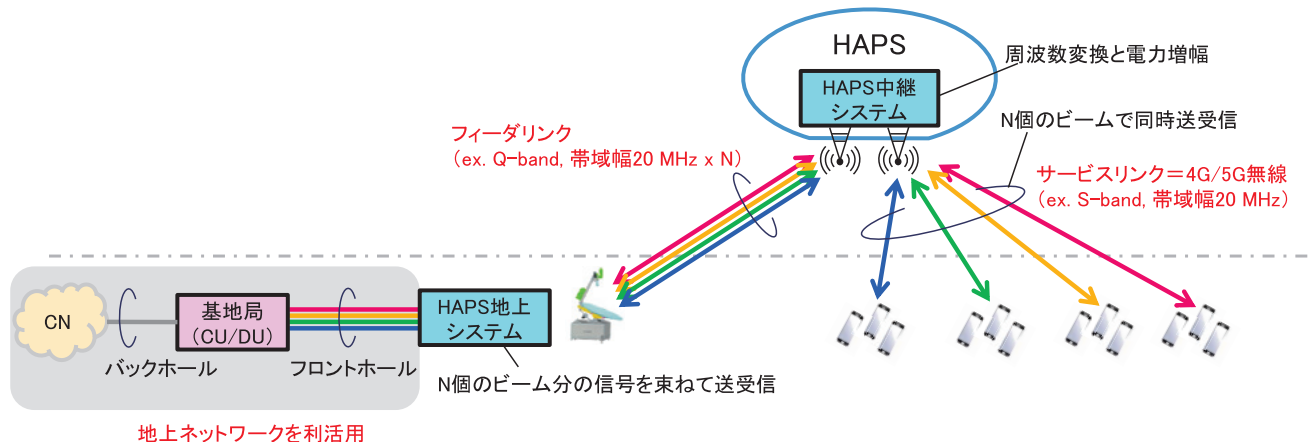 HAPS
HAPS中継
システム
周波数変換と電力増幅
N個のビームで同時送受信
フィーダリンク
(ex. Q-band, 帯域幅20 MHz x N)
サービスリンク＝4G/5G無線
(ex. S-band, 帯域幅20 MHz)
CN
基地局
(CU/DU)
HAPS地上
システム
バックホール
フロントホール
N個のビーム分の信号を束ねて送受信
地上ネットワークを利活用